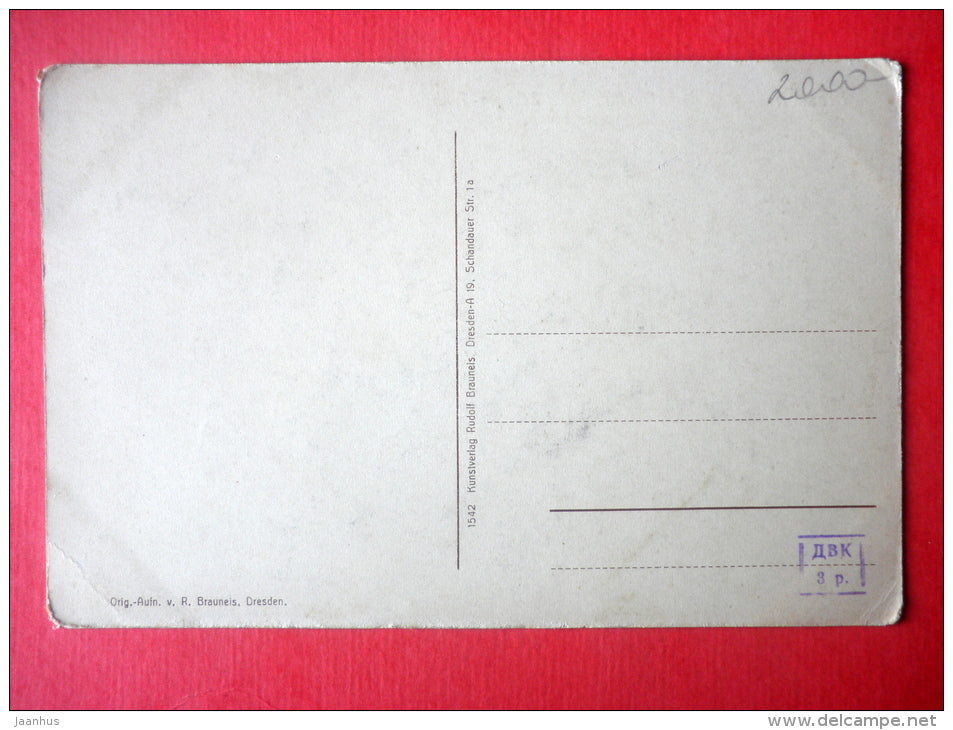 2000
1542 Kunstverlag Rudolf Brauneis, Dresden-A 19, Schandauer Str. 1a
ДВК
3 р.
Orig.-Aufn. v. R. Brauneis, Dresden.
jaanhus
www.delcampe.net